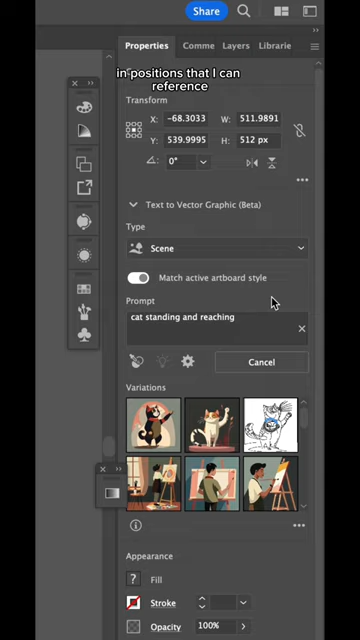 Share
Properties
Comme
Layers
Librarie
in positions that I can
reference
Transform
X:
-68.3033
W:
511.9891
Y:
539.9995
H:
512 px
0°
Text to Vector Graphic (Beta)
Type
Scene
Match active artboard style
Prompt
cat standing and reaching
Cancel
Variations
Appearance
Fill
Stroke
Opacity
100%